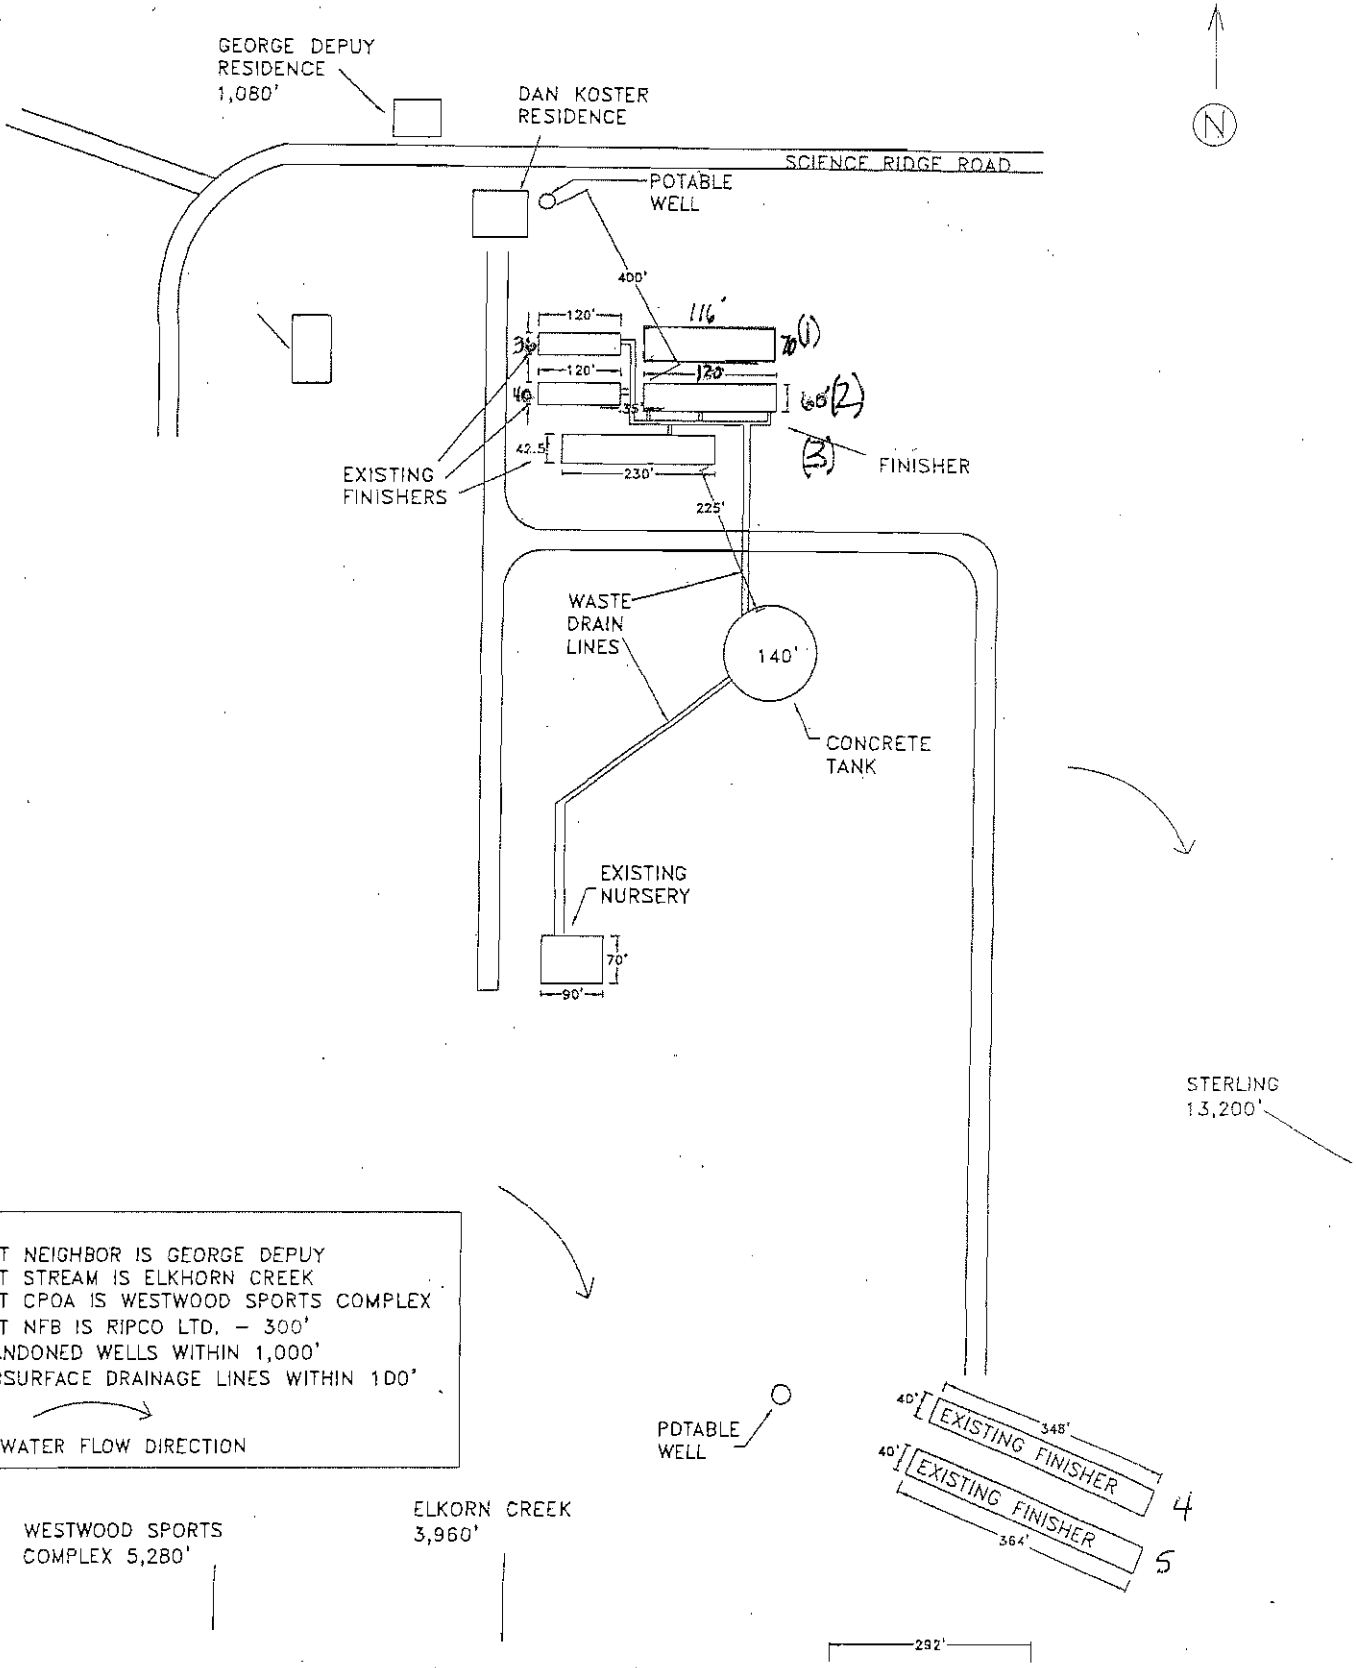 GEORGE DEPUY
RESIDENCE
1,080'
DAN KOSTER
RESIDENCE
N
SCIENCE RIDGE ROAD
POTABLE
WELL
400'
120'
116'
70 (1)
36
120'
120
40
60' (2)
35'
(3)
FINISHER
42.5'
230'
EXISTING
FINISHERS
225'
WASTE
DRAIN
LINES
140'
CONCRETE
TANK
EXISTING
NURSERY
70'
90'
STERLING
13,200'
T NEIGHBOR IS GEORGE DEPUY
T STREAM IS ELKHORN CREEK
T CPOA IS WESTWOOD SPORTS COMPLEX
T NFB IS RIPCO LTD. - 300'
ANDONED WELLS WITHIN 1,000'
BSURFACE DRAINAGE LINES WITHIN 100'
WATER FLOW DIRECTION
POTABLE
WELL
40'
348'
EXISTING FINISHER
4
40'
EXISTING FINISHER
364'
5
WESTWOOD SPORTS
COMPLEX 5,280'
ELKORN CREEK
3,960'
292'